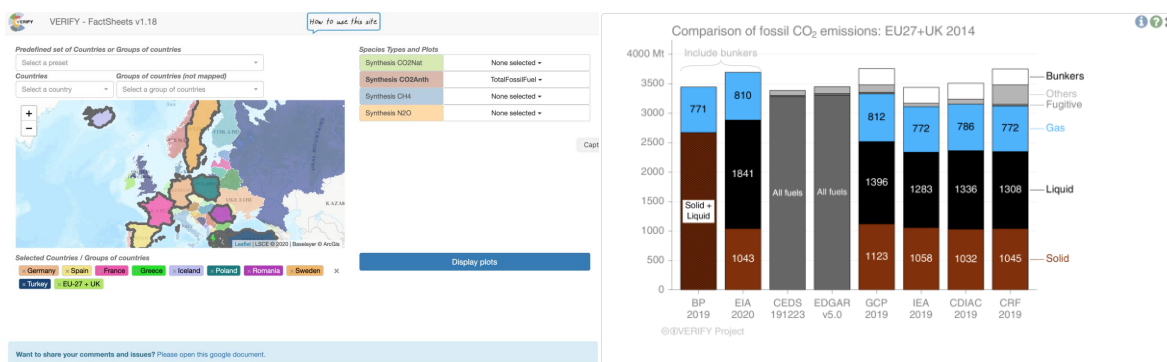 VERIFY
VERIFY - FactSheets v1.18
How to use this site
Predefined set of Countries or Groups of countries
Select a preset
Countries
Groups of countries (not mapped)
Select a country
Select a group of countries
+
−
UKRAINE
KAZAK
Leaflet | LSCE © 2020 | Baselayer © ArcGis
Selected Countries / Groups of countries
× Germany × Spain France Greece × Iceland × Poland × Romania × Sweden ×
× Turkey × EU-27 + UK
Species Types and Plots
Synthesis CO2Nat None selected
Synthesis CO2Anth TotalFossilFuel
Synthesis CH4 None selected
Synthesis N2O None selected
Capt
Display plots
Want to share your comments and issues? Please open this google document.
Comparison of fossil CO₂ emissions: EU27+UK 2014
4000 Mt
3500
3000
2500
2000
1500
1000
500
0
Include bunkers
771
Solid +
Liquid
810
1841
1043
All fuels
All fuels
812
1396
1123
772
1283
1058
786
1336
1032
772
1308
1045
Bunkers
Others
Fugitive
Gas
Liquid
Solid
BP
2019
EIA
2020
CEDS
191223
EDGAR
v5.0
GCP
2019
IEA
2019
CDIAC
2019
CRF
2019
VERIFY Project